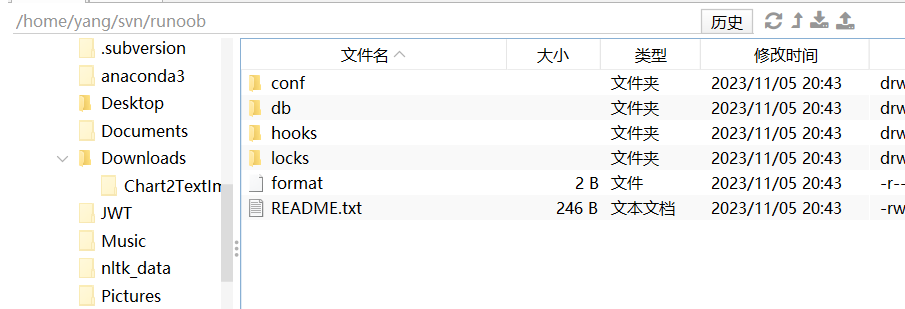 /home/yang/svn/runoob 历史
.subversion
anaconda3
Desktop
Documents
Downloads
Chart2TextIm
JWT
Music
nltk_data
Pictures
文件名 大小 类型 修改时间
conf 文件夹 2023/11/05 20:43 drw
db 文件夹 2023/11/05 20:43 drw
hooks 文件夹 2023/11/05 20:43 drw
locks 文件夹 2023/11/05 20:43 drw
format 2 B 文件 2023/11/05 20:43 -r--
README.txt 246 B 文本文档 2023/11/05 20:43 -rw